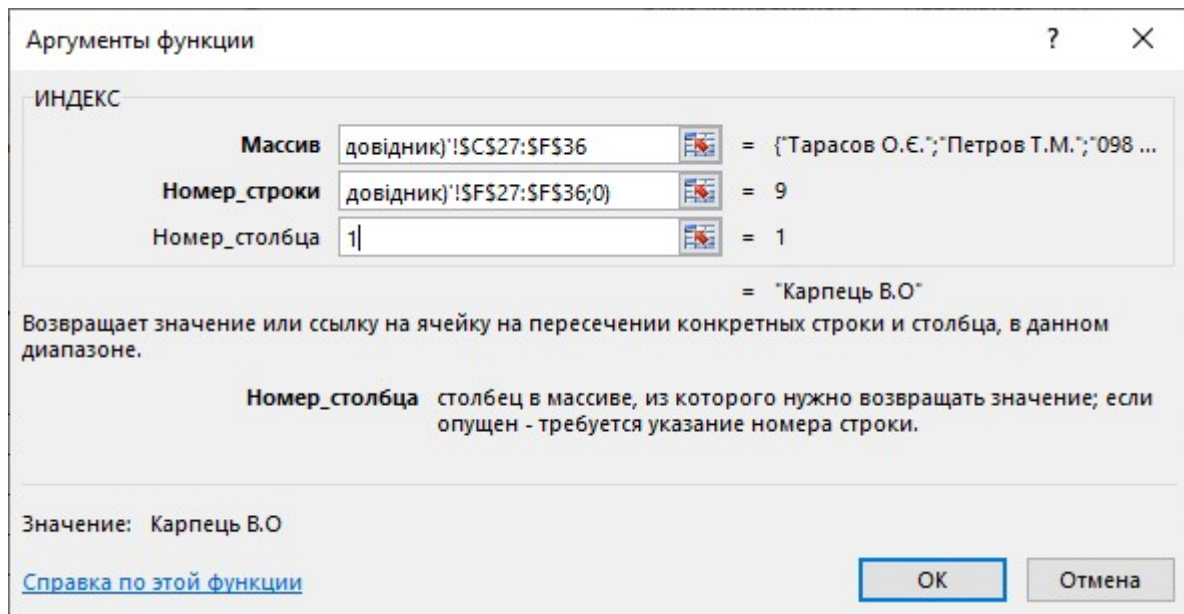 Аргументы функции ? ×
ИНДЕКС
Массив довідник)'!$C$27:$F$36 = {"Тарасов О.Є.";"Петров Т.М.";"098 ...
Номер_строки довідник)'!$F$27:$F$36;0) = 9
Номер_столбца 1 = 1
= "Карпець В.О"
Возвращает значение или ссылку на ячейку на пересечении конкретных строки и столбца, в данном
диапазоне.
Номер_столбца столбец в массиве, из которого нужно возвращать значение; если
опущен - требуется указание номера строки.
Значение: Карпець В.О
Справка по этой функции ОК Отмена